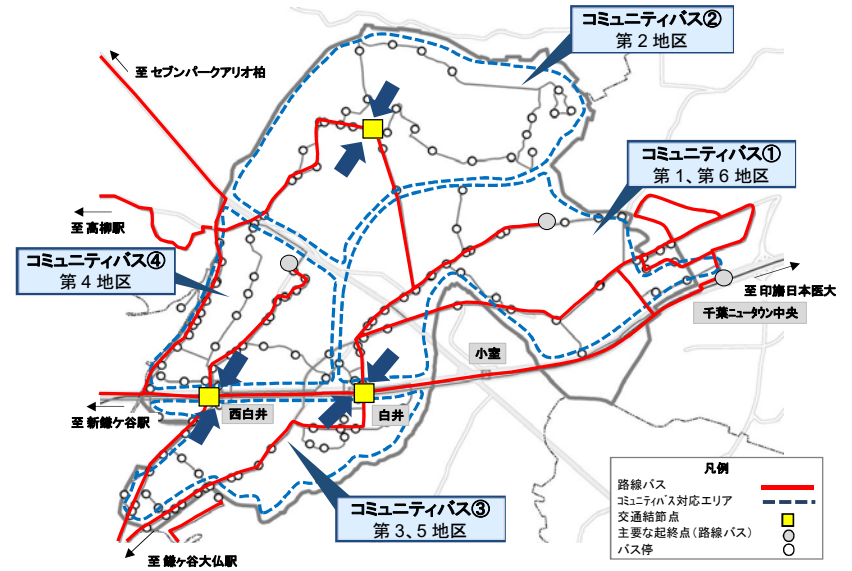 コミュニティバス②
第２地区
至 セブンパークアリオ柏
コミュニティバス①
第１、第６地区
至 高柳駅
コミュニティバス④
第４地区
至 印旛日本医大
千葉ニュータウン中央
小室
西白井
白井
至 新鎌ケ谷駅
コミュニティバス③
第３、５地区
至 鎌ヶ谷大仏駅
凡例
路線バス
コミュニティバス対応エリア
交通結節点
主要な起終点（路線バス）
バス停